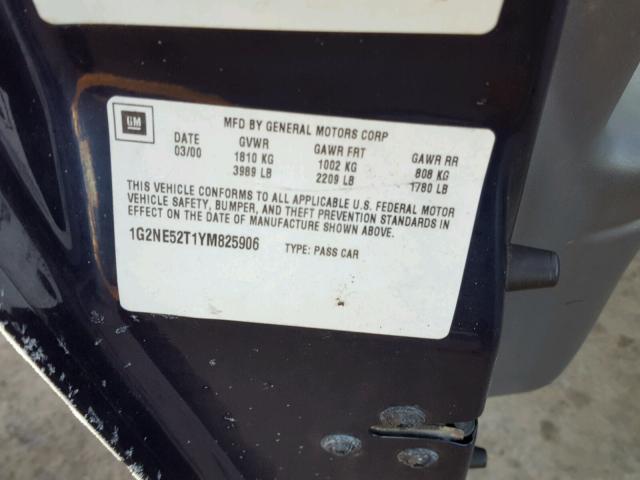 GM
MFD BY GENERAL MOTORS CORP
DATE GVWR GAWR FRT GAWR RR
03/00 1810 KG 1002 KG 808 KG
3989 LB 2209 LB 1780 LB
THIS VEHICLE CONFORMS TO ALL APPLICABLE U.S. FEDERAL MOTOR
VEHICLE SAFETY, BUMPER, AND THEFT PREVENTION STANDARDS IN
EFFECT ON THE DATE OF MANUFACTURE SHOWN ABOVE.
1G2NE52T1YM825906 TYPE: PASS CAR